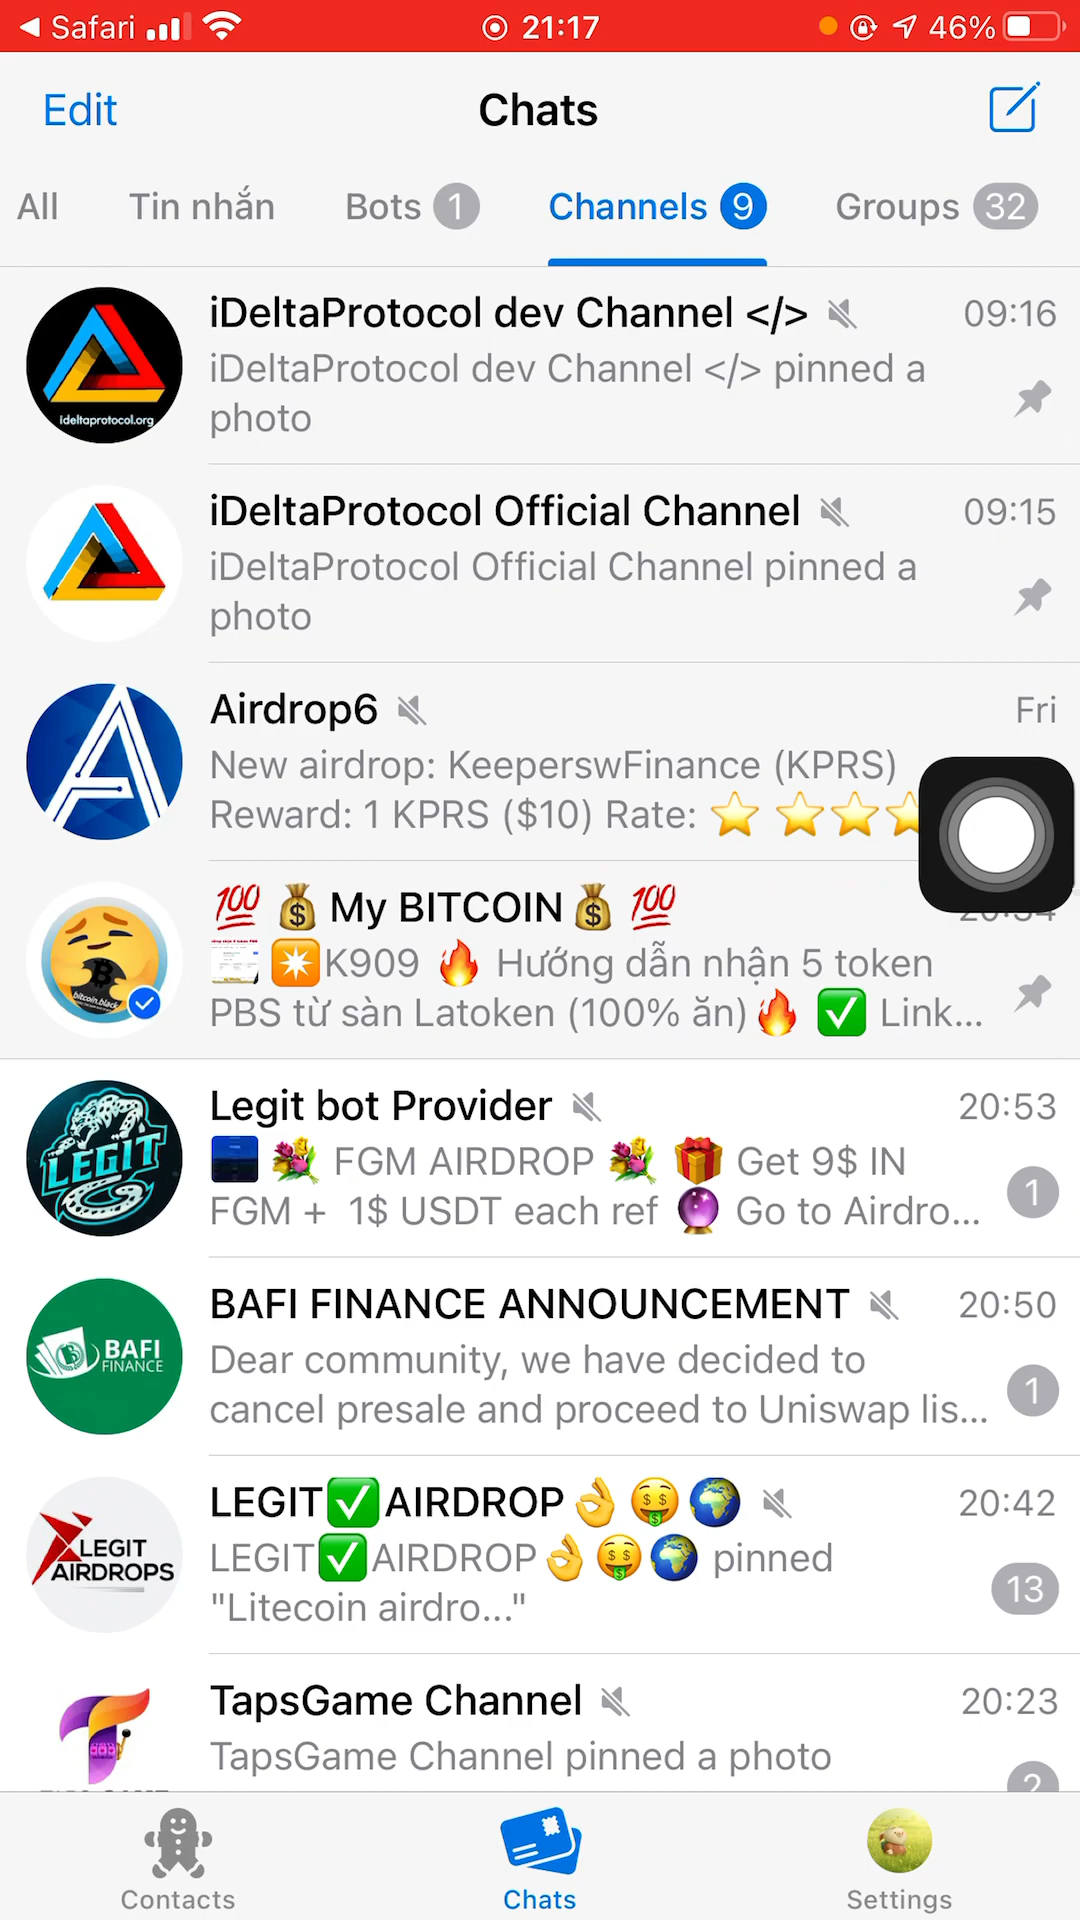 Safari 21:17 46%
Edit Chats
All Tin nhắn Bots 1 Channels 9 Groups 32
iDeltaProtocol dev Channel </> 09:16
iDeltaProtocol dev Channel </> pinned a
photo
ideltaprotocol.org
iDeltaProtocol Official Channel 09:15
iDeltaProtocol Official Channel pinned a
photo
Airdrop6 Fri
New airdrop: KeeperswFinance (KPRS)
Reward: 1 KPRS ($10) Rate: ⭐ ⭐⭐⭐
💯 💰 My BITCOIN💰 💯
✴️K909 🔥 Hướng dẫn nhận 5 token
PBS từ sàn Latoken (100% ăn)🔥 ✅ Link...
bitcoin.black
Legit bot Provider 20:53
💐 FGM AIRDROP 💐 🎁 Get 9$ IN
FGM + 1$ USDT each ref 🔮 Go to Airdro...
1
LEGIT
BAFI FINANCE ANNOUNCEMENT 20:50
Dear community, we have decided to
cancel presale and proceed to Uniswap lis...
1
BAFI
FINANCE
LEGIT✅AIRDROP👌🤑🌍 20:42
LEGIT✅AIRDROP👌🤑🌍 pinned
"Litecoin airdro..."
13
LEGIT
AIRDROPS
TapsGame Channel 20:23
TapsGame Channel pinned a photo
2
Contacts Chats Settings